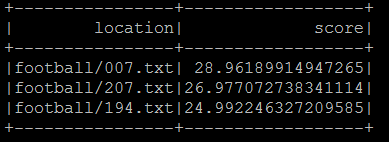 +----------------+------------------+
|        location|             score|
+----------------+------------------+
|football/007.txt| 28.96189914947265|
|football/207.txt|26.977072738341114|
|football/194.txt|24.992246327209585|
+----------------+------------------+